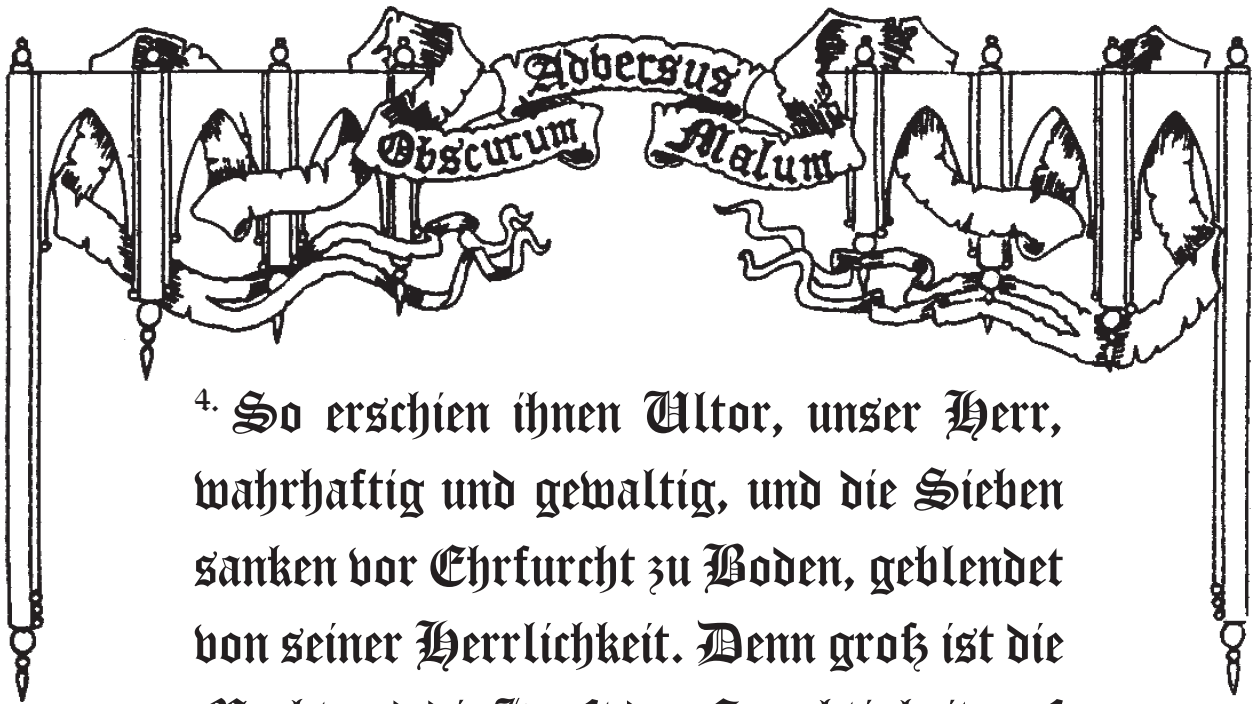 Adversus
Obscurum Malum
4. So erschien ihnen Ultor, unser Herr,
wahrhaftig und gewaltig, und die Sieben
sanken vor Ehrfurcht zu Boden, geblendet
von seiner Herrlichkeit. Denn groß ist die